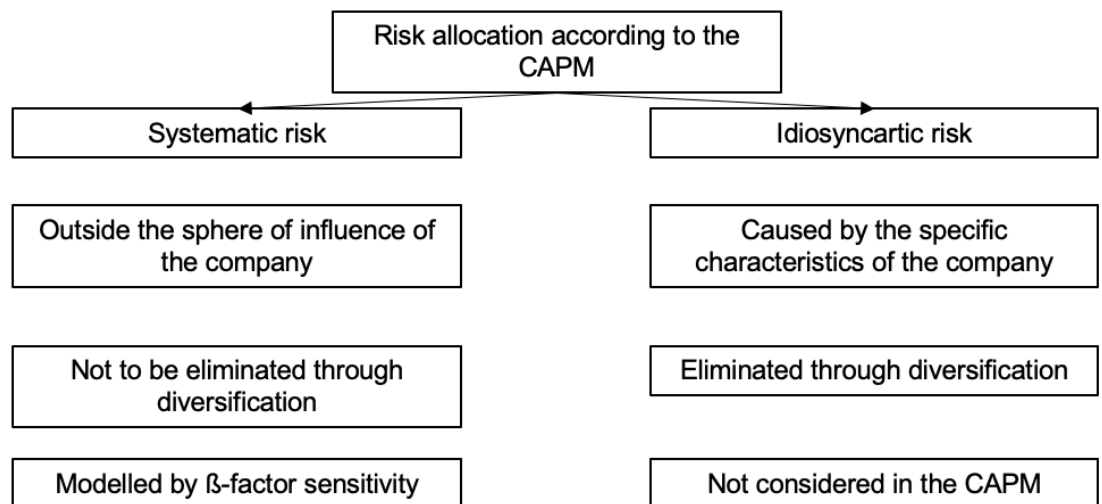 Risk allocation according to the
CAPM
Systematic risk
Idiosyncartic risk
Outside the sphere of influence of
the company
Caused by the specific
characteristics of the company
Not to be eliminated through
diversification
Eliminated through diversification
Modelled by ß-factor sensitivity
Not considered in the CAPM